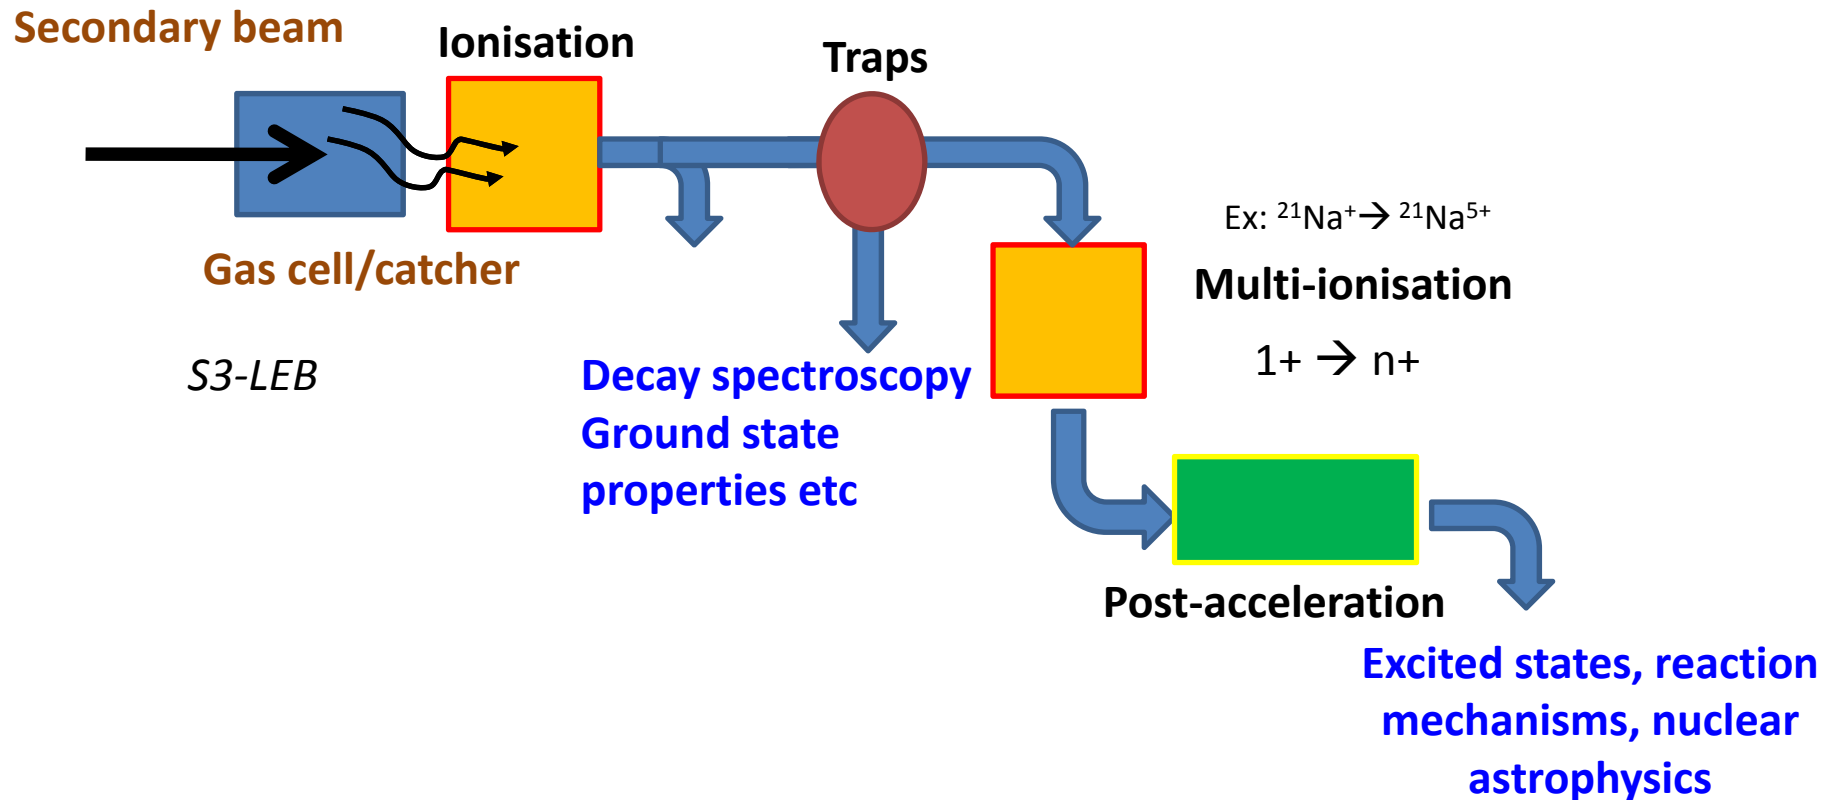 Secondary beam
Ionisation
Traps
Gas cell/catcher
S3-LEB
Decay spectroscopy
Ground state
properties etc
Ex: ²¹Na⁺→ ²¹Na⁵⁺
Multi-ionisation
1+ → n+
Post-acceleration
Excited states, reaction
mechanisms, nuclear
astrophysics